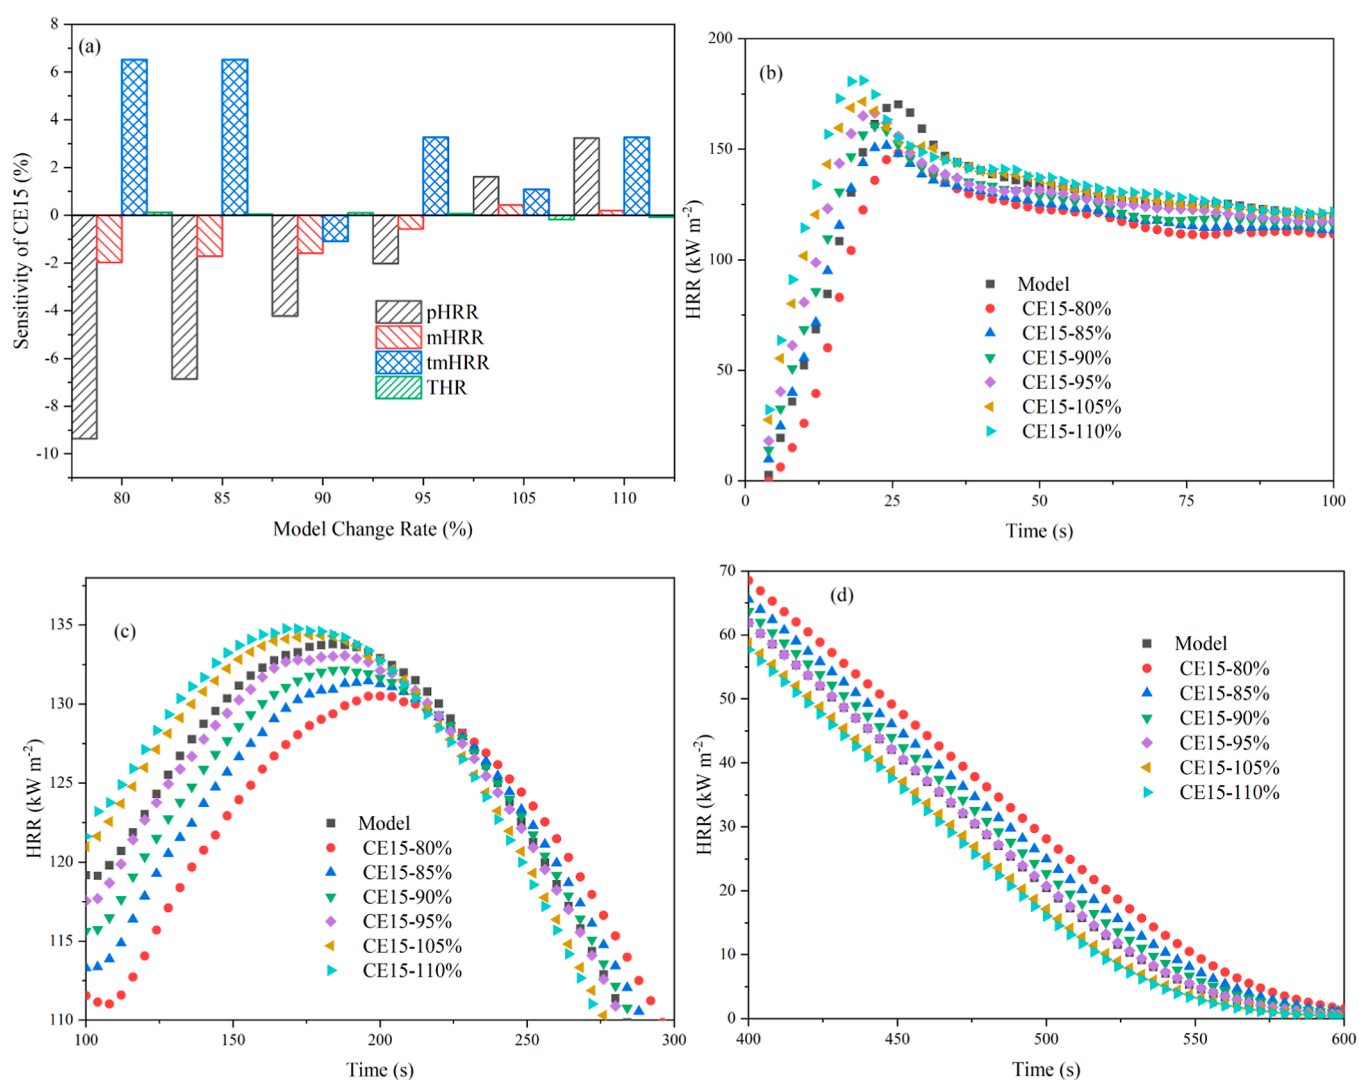 (a)
8
6
4
2
0
-2
-4
-6
-8
-10
Sensitivity of CE15 (%)
pHRR
mHRR
tmHRR
THR
80 85 90 95 105 110
Model Change Rate (%)
(b)
200
150
100
50
0
HRR (kW m-2)
Model
CE15-80%
CE15-85%
CE15-90%
CE15-95%
CE15-105%
CE15-110%
0 25 50 75 100
Time (s)
(c)
135
130
125
120
115
110
HRR (kW m-2)
Model
CE15-80%
CE15-85%
CE15-90%
CE15-95%
CE15-105%
CE15-110%
100 150 200 250 300
Time (s)
(d)
70
60
50
40
30
20
10
0
HRR (kW m-2)
Model
CE15-80%
CE15-85%
CE15-90%
CE15-95%
CE15-105%
CE15-110%
400 450 500 550 600
Time (s)